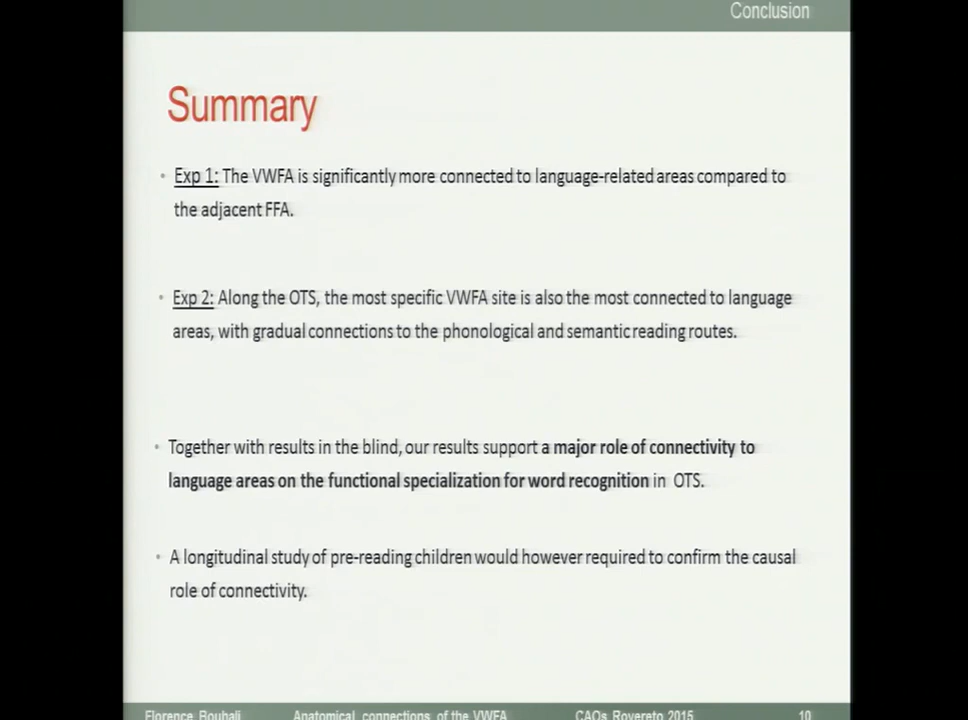 Conclusion
Summary
• Exp 1: The VWFA is significantly more connected to language-related areas compared to
the adjacent FFA.
• Exp 2: Along the OTS, the most specific VWFA site is also the most connected to language
areas, with gradual connections to the phonological and semantic reading routes.
• Together with results in the blind, our results support a major role of connectivity to
language areas on the functional specialization for word recognition in OTS.
• A longitudinal study of pre-reading children would however required to confirm the causal
role of connectivity.
Florence Bouhali Anatomical connections of the VWFA CAOs Rovereto 2015 10